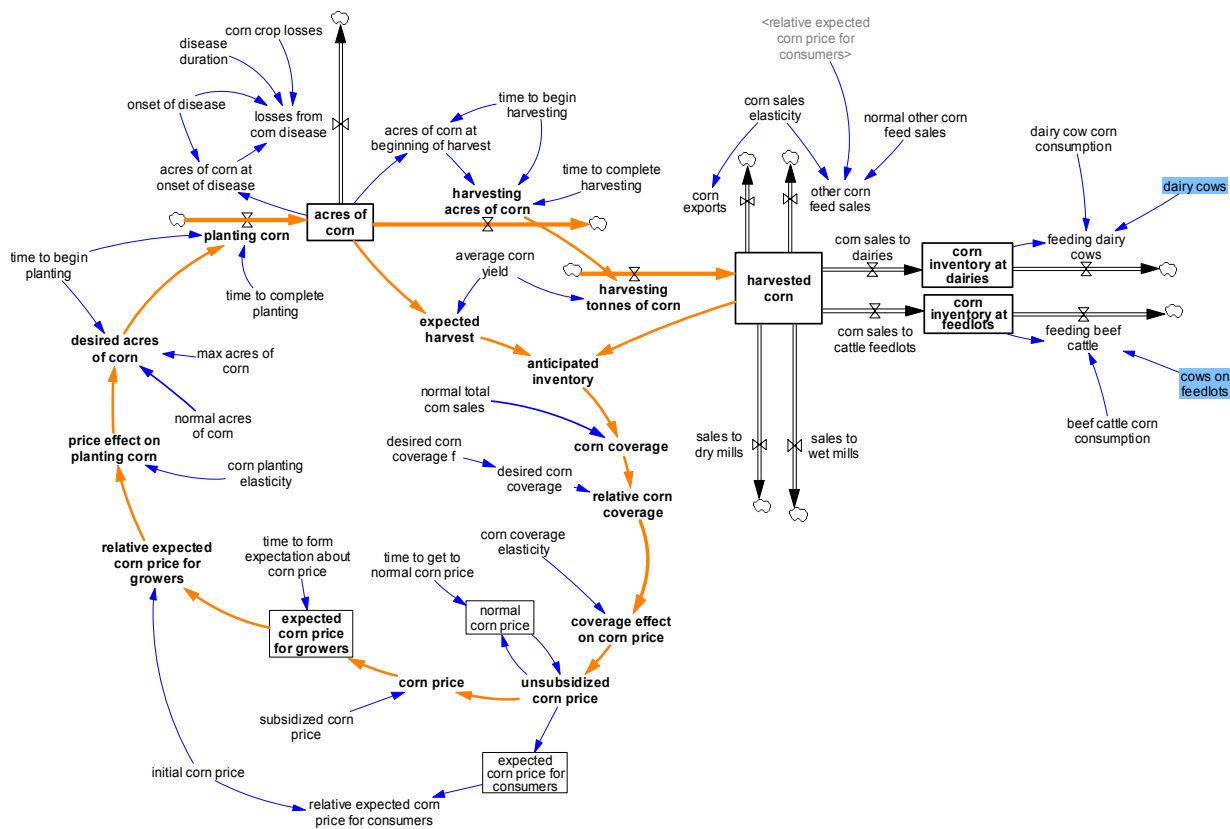 corn crop losses
disease
duration
onset of disease
losses from
corn disease
acres of corn at
onset of disease
acres of corn at
beginning of harvest
time to begin
harvesting
time to complete
harvesting
harvesting
acres of corn
acres of
corn
planting corn
time to begin
planting
time to complete
planting
<relative expected
corn price for
consumers>
corn sales
elasticity
normal other corn
feed sales
corn
exports
other corn
feed sales
dairy cow corn
consumption
dairy cows
feeding dairy
cows
corn sales to
dairies
corn
inventory at
dairies
harvested
corn
corn sales to
cattle feedlots
corn
inventory at
feedlots
feeding beef
cattle
cows on
feedlots
beef cattle corn
consumption
average corn
yield
harvesting
tonnes of corn
expected
harvest
anticipated
inventory
desired acres
of corn
max acres of
corn
normal acres
of corn
normal total
corn sales
corn coverage
sales to
dry mills
sales to
wet mills
price effect on
planting corn
corn planting
elasticity
desired corn
coverage f
desired corn
coverage
relative corn
coverage
relative expected
corn price for
growers
time to form
expectation about
corn price
time to get to
normal corn price
corn coverage
elasticity
expected
corn price
for growers
normal
corn price
coverage effect
on corn price
corn price
unsubsidized
corn price
subsidized corn
price
initial corn price
expected
corn price for
consumers
relative expected corn
price for consumers